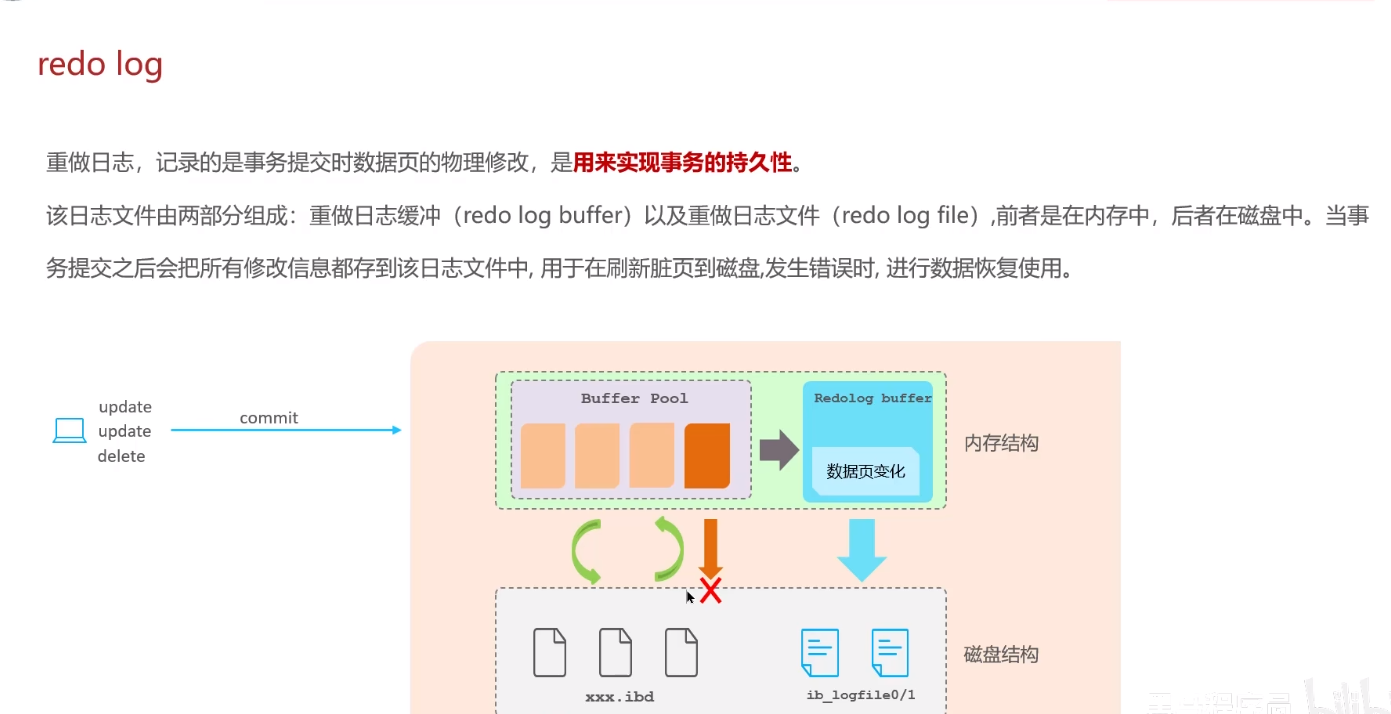 redo log
重做日志，记录的是事务提交时数据页的物理修改，是用来实现事务的持久性。
该日志文件由两部分组成：重做日志缓冲（redo log buffer）以及重做日志文件（redo log file）,前者是在内存中，后者在磁盘中。当事
务提交之后会把所有修改信息都存到该日志文件中, 用于在刷新脏页到磁盘,发生错误时, 进行数据恢复使用。
update
update
delete
commit
Buffer Pool
Redolog buffer
数据页变化
内存结构
xxx.ibd
ib_logfile0/1
磁盘结构